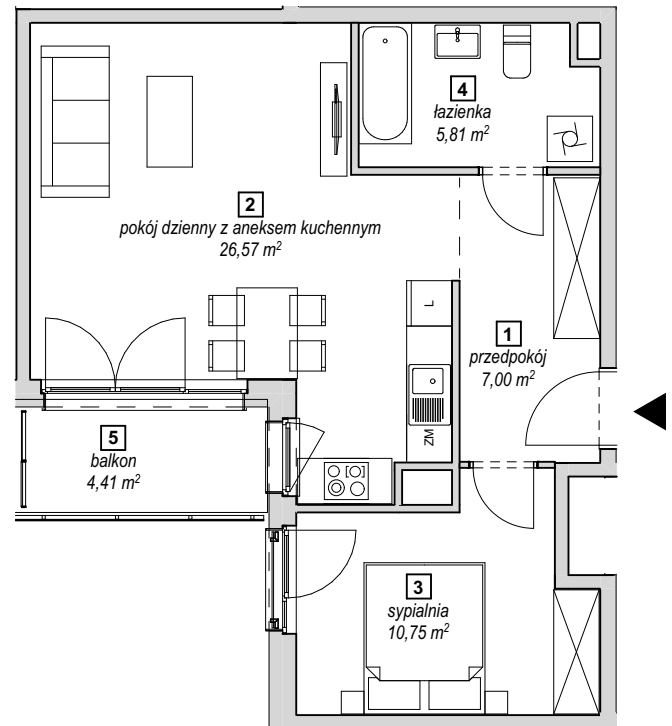 4
łazienka
5,81 m²
2
pokój dzienny z aneksem kuchennym
26,57 m²
L
1
przedpokój
7,00 m²
ZM
5
balkon
4,41 m²
3
sypialnia
10,75 m²